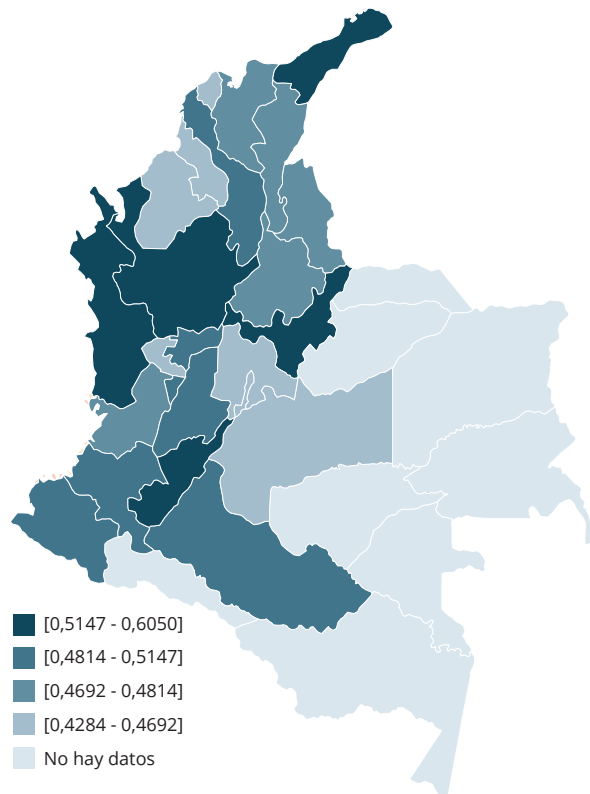 [0,5147 - 0,6050]
[0,4814 - 0,5147]
[0,4692 - 0,4814]
[0,4284 - 0,4692]
No hay datos